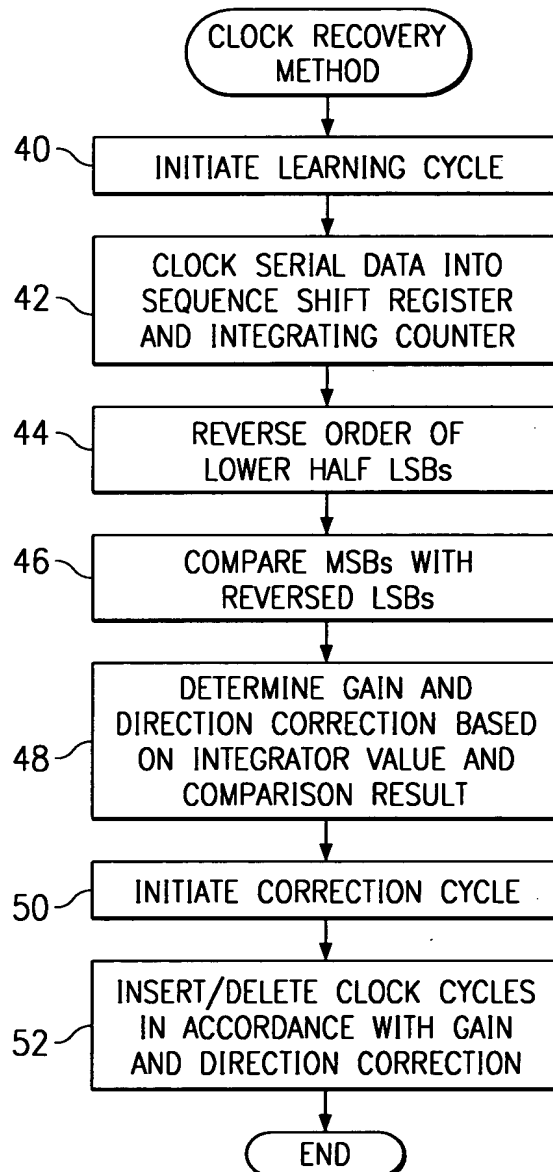 CLOCK RECOVERY
METHOD
40
INITIATE LEARNING CYCLE
42
CLOCK SERIAL DATA INTO
SEQUENCE SHIFT REGISTER
AND INTEGRATING COUNTER
44
REVERSE ORDER OF
LOWER HALF LSBs
46
COMPARE MSBs WITH
REVERSED LSBs
48
DETERMINE GAIN AND
DIRECTION CORRECTION BASED
ON INTEGRATOR VALUE AND
COMPARISON RESULT
50
INITIATE CORRECTION CYCLE
52
INSERT/DELETE CLOCK CYCLES
IN ACCORDANCE WITH GAIN
AND DIRECTION CORRECTION
END